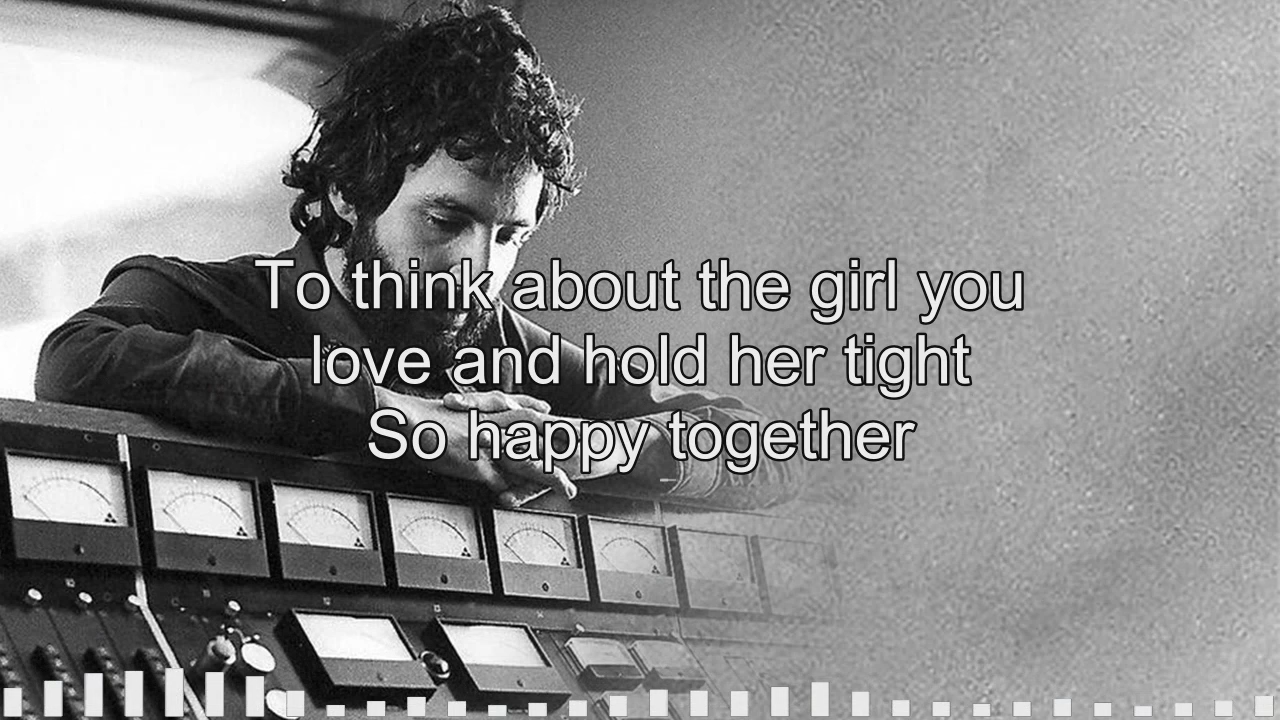 To think about the girl you
love and hold her tight
So happy together